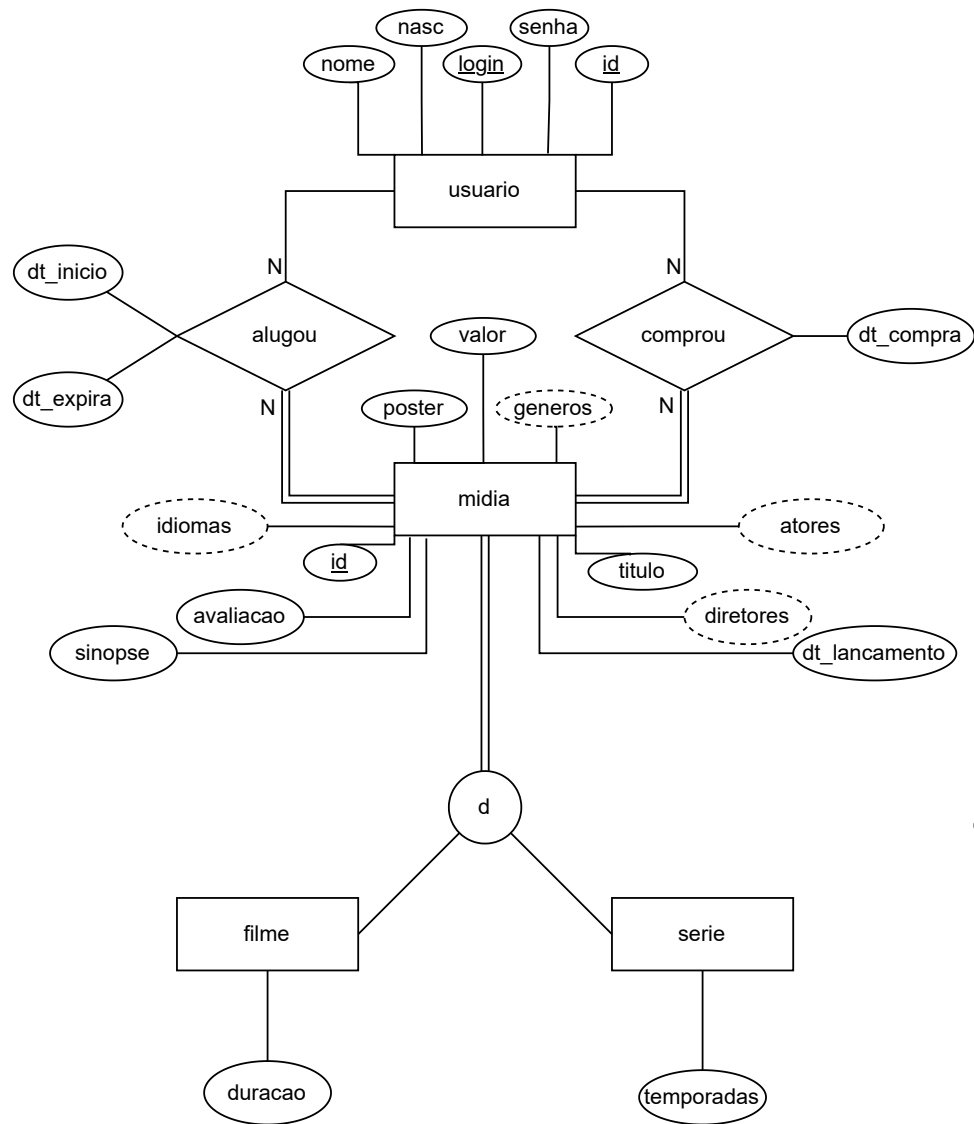 nasc
senha
nome
login
id
usuario
N
N
dt_inicio
alugou
valor
comprou
dt_compra
dt_expira
N
poster
generos
N
midia
idiomas
atores
id
titulo
avaliacao
diretores
sinopse
dt_lancamento
d
filme
serie
duracao
temporadas